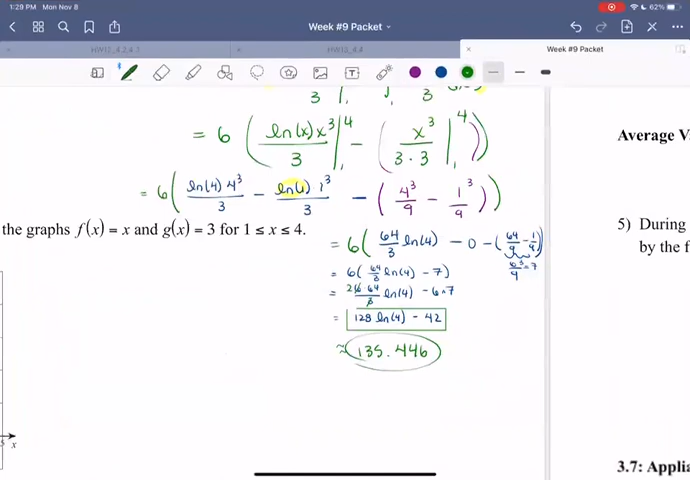 1:29 PM Mon Nov 8
62%
Week #9 Packet
HW12_4.2,4.1
HW12_4.4
Week #9 Packet
3 | 3
= 6 ( ln(x)x³/3 |₁⁴ − ( x³/3·3 |₁⁴ ) )
= 6 ( ln(4) 4³/3 − ln(1) 1³/3 − ( 4³/9 − 1³/9 ) )
the graphs f(x) = x and g(x) = 3 for 1 ≤ x ≤ 4.
= 6 ( 64/3 ln(4) − 0 − ( 64/9 − 1/9 )
63/9 = 7
= 6 ( 64/3 ln(4) − 7 )
= 2·6·64/3 ln(4) − 6·7
= 128 ln(4) − 42
≈ 135.446
x
Average V
5) During
by the f
3.7: Applia